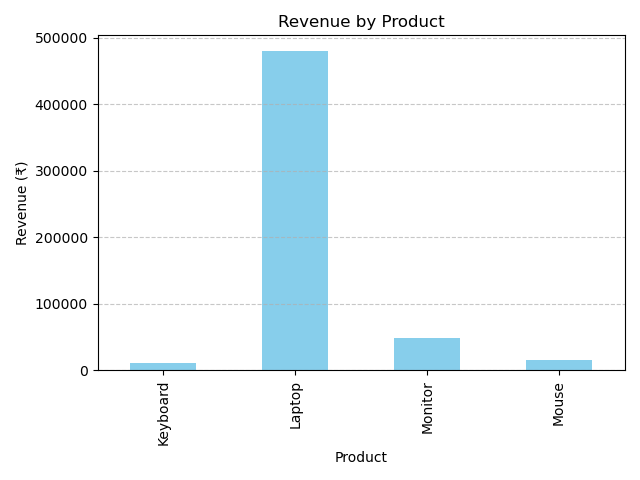 Revenue by Product
Revenue (₹)
500000
400000
300000
200000
100000
0
Keyboard
Laptop
Monitor
Mouse
Product